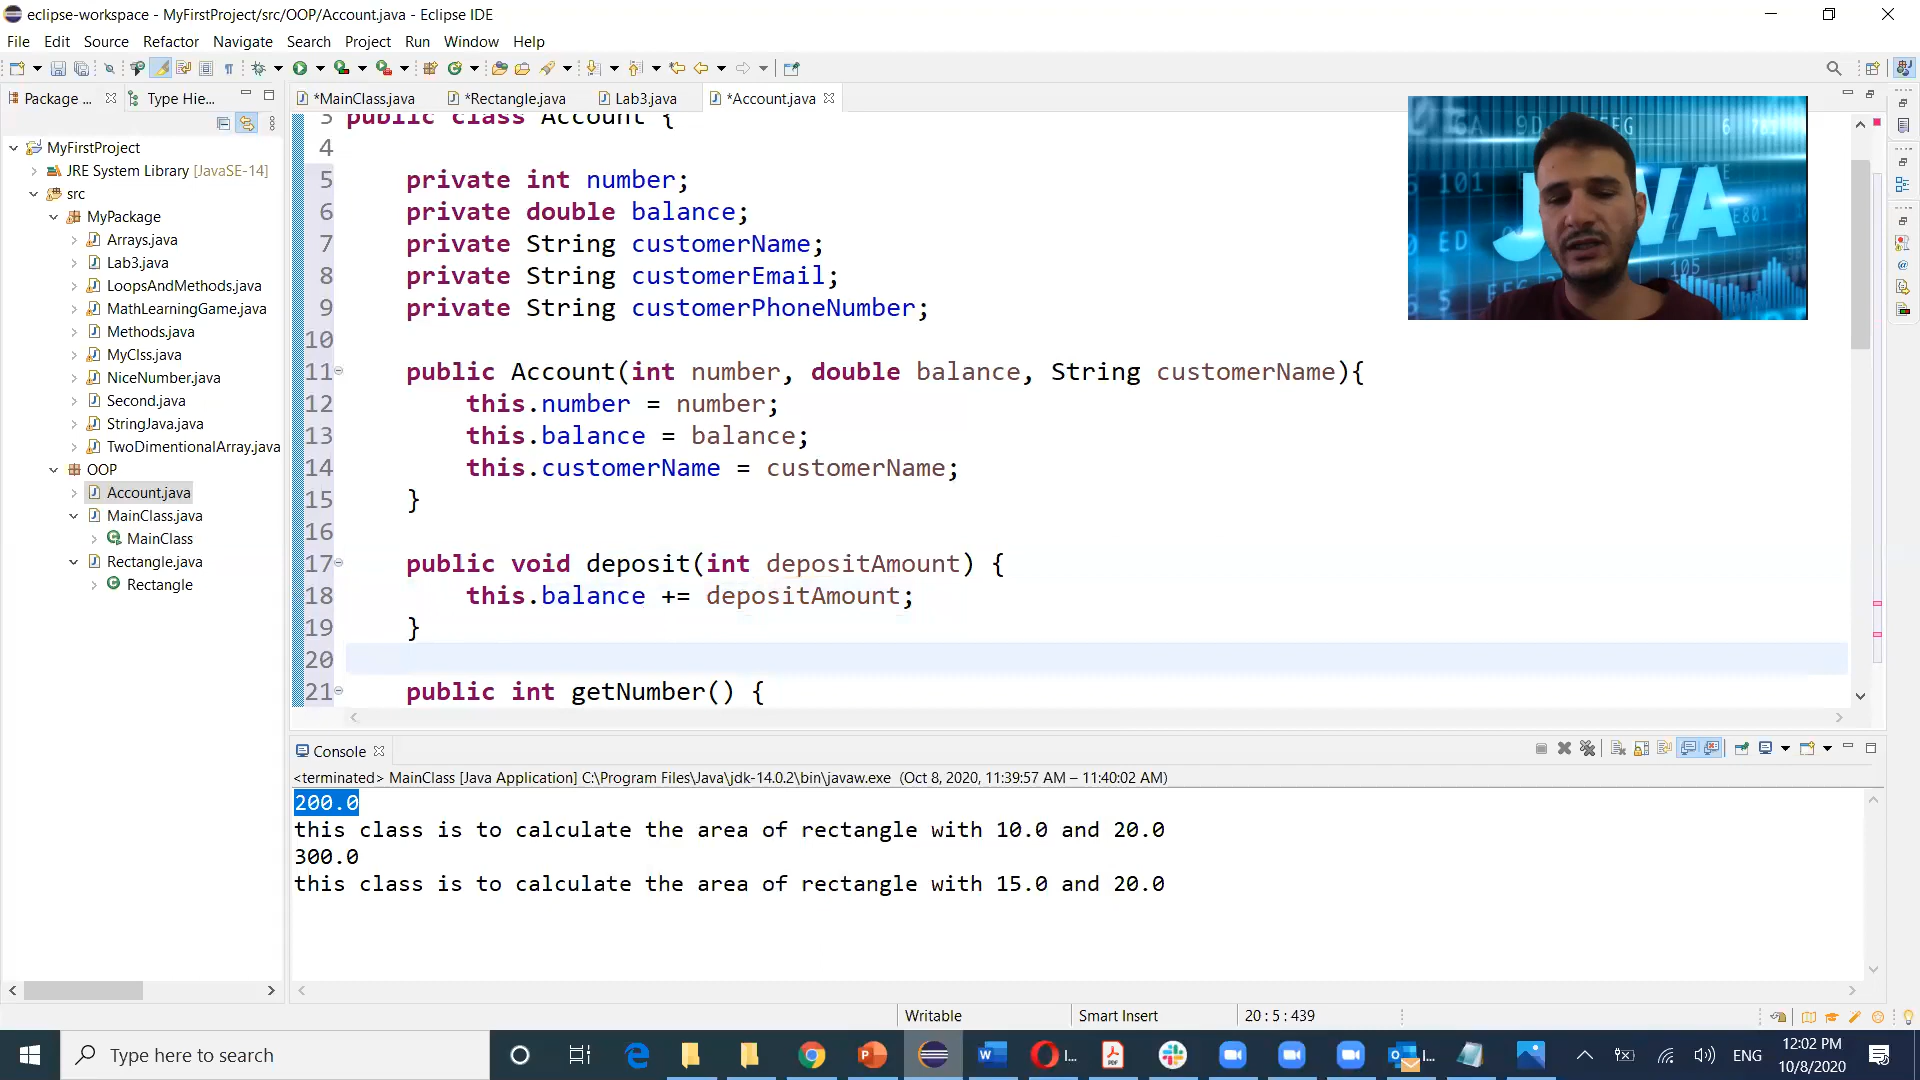 eclipse-workspace - MyFirstProject/src/OOP/Account.java - Eclipse IDE
File Edit Source Refactor Navigate Search Project Run Window Help
Package ... Type Hie...
*MainClass.java *Rectangle.java Lab3.java *Account.java
MyFirstProject
JRE System Library [JavaSE-14]
src
MyPackage
Arrays.java
Lab3.java
LoopsAndMethods.java
MathLearningGame.java
Methods.java
MyClss.java
NiceNumber.java
Second.java
StringJava.java
TwoDimentionalArray.java
OOP
Account.java
MainClass.java
MainClass
Rectangle.java
Rectangle
3 public class Account {
4
5 private int number;
6 private double balance;
7 private String customerName;
8 private String customerEmail;
9 private String customerPhoneNumber;
10
11 public Account(int number, double balance, String customerName){
12 this.number = number;
13 this.balance = balance;
14 this.customerName = customerName;
15 }
16
17 public void deposit(int depositAmount) {
18 this.balance += depositAmount;
19 }
20
21 public int getNumber() {
Console
<terminated> MainClass [Java Application] C:\Program Files\Java\jdk-14.0.2\bin\javaw.exe (Oct 8, 2020, 11:39:57 AM – 11:40:02 AM)
200.0
this class is to calculate the area of rectangle with 10.0 and 20.0
300.0
this class is to calculate the area of rectangle with 15.0 and 20.0
Writable Smart Insert 20 : 5 : 439
Type here to search
I... I...
ENG
12:02 PM
10/8/2020